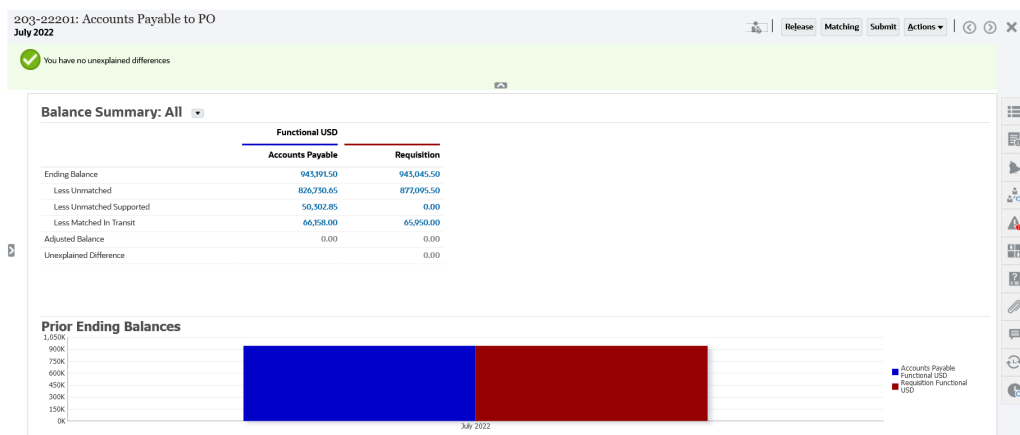 203-22201: Accounts Payable to PO
July 2022
Release Matching Submit Actions
You have no unexplained differences
Balance Summary: All
Functional USD
Accounts Payable Requisition
Ending Balance 943,191.50 943,045.50
Less Unmatched 826,730.65 877,095.50
Less Unmatched Supported 50,302.85 0.00
Less Matched In Transit 66,158.00 65,950.00
Adjusted Balance 0.00 0.00
Unexplained Difference 0.00
Prior Ending Balances
1,050K
900K
750K
600K
450K
300K
150K
0K
July 2022
Accounts Payable
Functional USD
Requisition Functional
USD